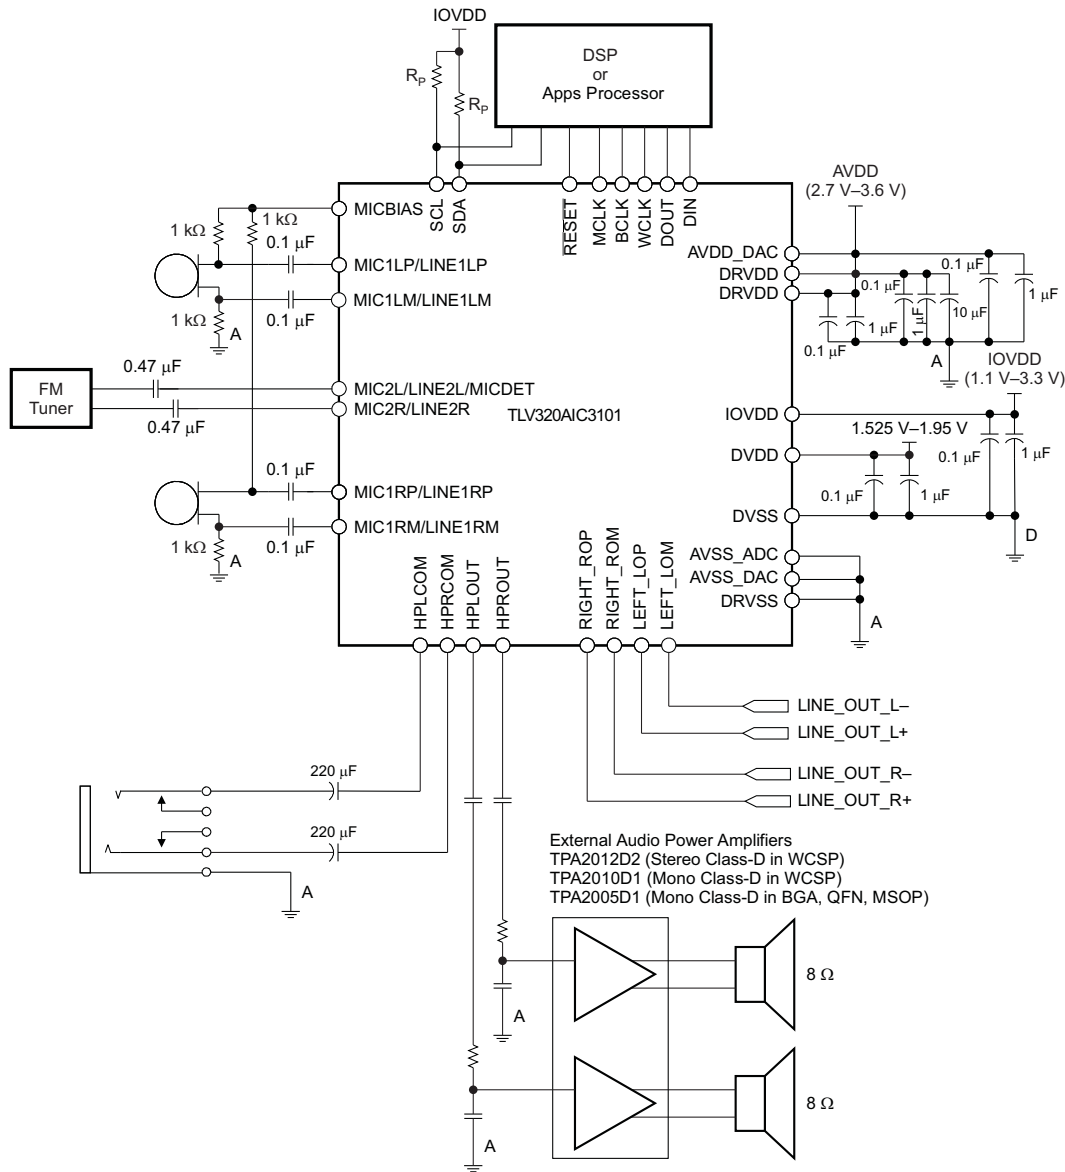 IOVDD
R_P
R_P
DSP
or
Apps Processor
SCL
SDA
RESET
MCLK
BCLK
WCLK
DOUT
DIN
AVDD
(2.7 V–3.6 V)
1 kΩ
1 kΩ
MICBIAS
0.1 μF
MIC1LP/LINE1LP
MIC1LM/LINE1LM
1 kΩ
A
0.1 μF
AVDD_DAC
DRVDD
DRVDD
0.1 μF
0.1 μF
1 μF
1 μF
1 μF
10 μF
0.1 μF
A
FM
Tuner
0.47 μF
0.47 μF
MIC2L/LINE2L/MICDET
MIC2R/LINE2R
TLV320AIC3101
IOVDD
(1.1 V–3.3 V)
IOVDD
1.525 V–1.95 V
DVDD
0.1 μF
1 μF
0.1 μF
1 μF
DVSS
D
0.1 μF
MIC1RP/LINE1RP
MIC1RM/LINE1RM
1 kΩ
A
0.1 μF
AVSS_ADC
AVSS_DAC
DRVSS
A
HPLCOM
HPRCOM
HPLOUT
HPROUT
RIGHT_ROP
RIGHT_ROM
LEFT_LOP
LEFT_LOM
LINE_OUT_L–
LINE_OUT_L+
LINE_OUT_R–
LINE_OUT_R+
220 μF
220 μF
A
External Audio Power Amplifiers
TPA2012D2 (Stereo Class-D in WCSP)
TPA2010D1 (Mono Class-D in WCSP)
TPA2005D1 (Mono Class-D in BGA, QFN, MSOP)
8 Ω
A
8 Ω
A